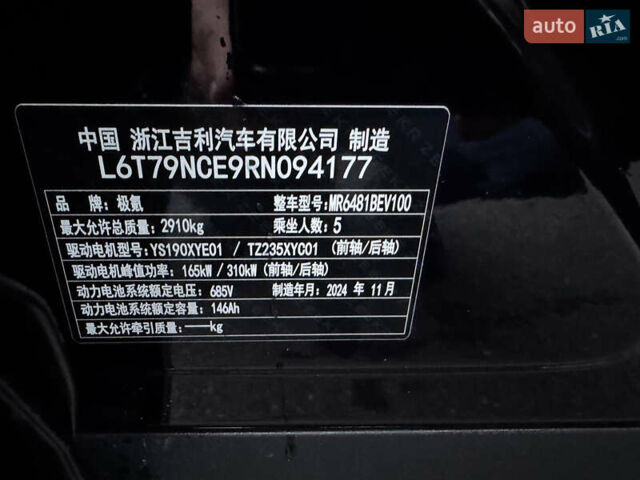 auto RIA.com
中国 浙江吉利汽车有限公司 制造
L6T79NCE9RN094177
品牌:极氪 整车型号:MR6481BEV100
最大允许总质量:2910kg 乘坐人数:5
驱动电机型号:YS190XYE01 / TZ235XYC01 (前轴/后轴)
驱动电机峰值功率:165kW / 310kW (前轴/后轴)
动力电池系统额定电压:685V 制造年月:2024 年 11 月
动力电池系统额定容量:146Ah
最大允许牵引质量:——kg